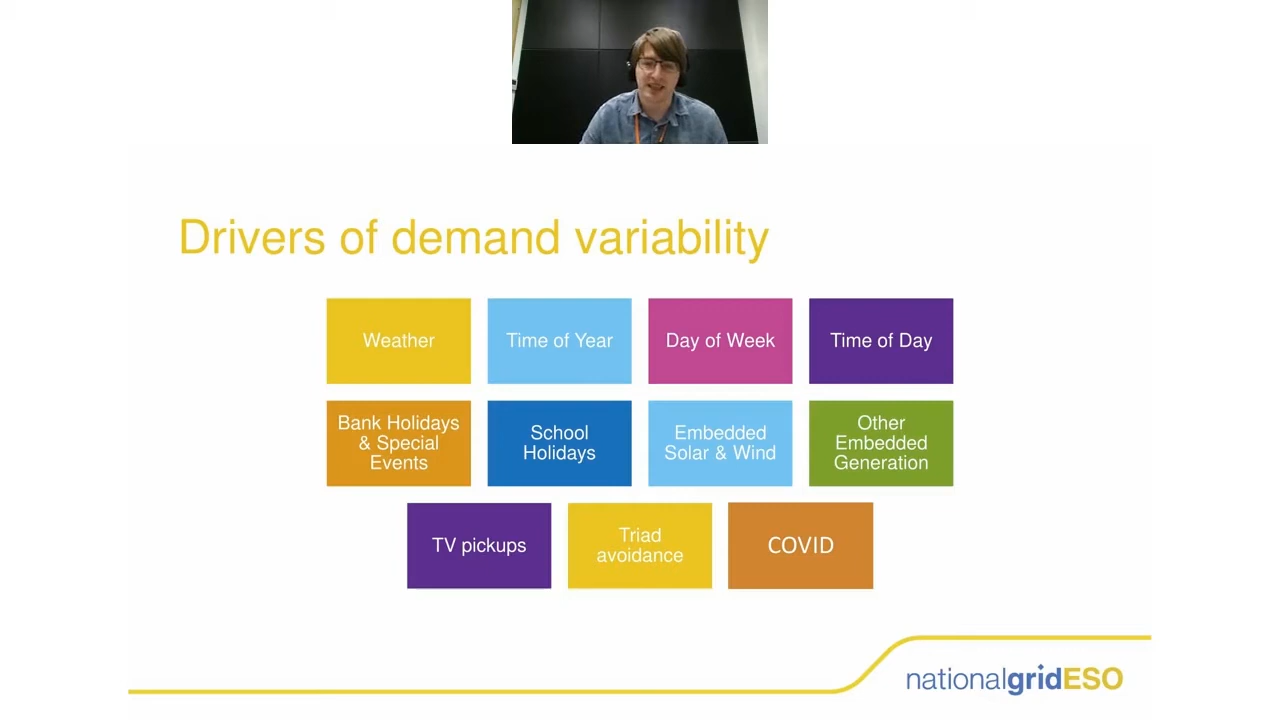 Drivers of demand variability
Weather
Time of Year
Day of Week
Time of Day
Bank Holidays
& Special
Events
School
Holidays
Embedded
Solar & Wind
Other
Embedded
Generation
TV pickups
Triad
avoidance
COVID
nationalgridESO